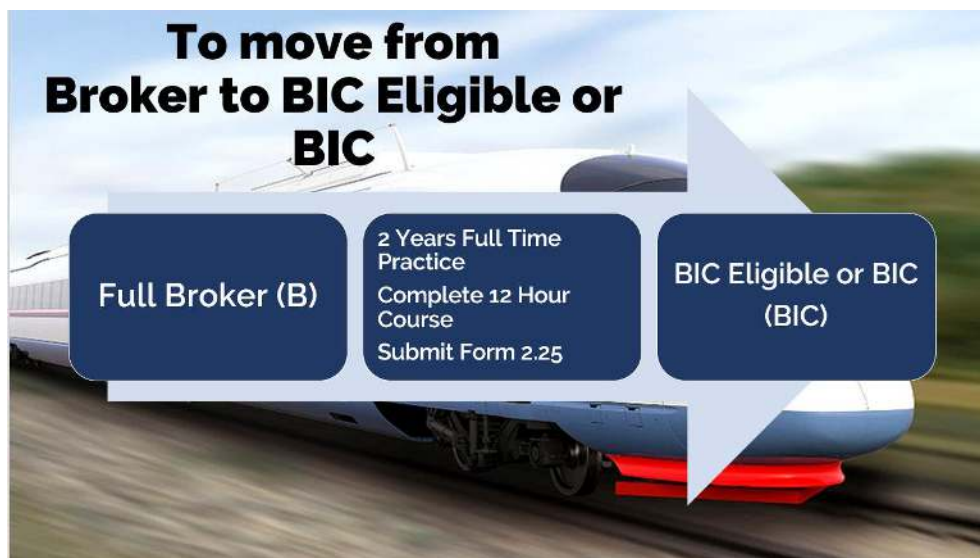 To move from
Broker to BIC Eligible or
BIC
Full Broker (B)
2 Years Full Time
Practice
Complete 12 Hour
Course
Submit Form 2.25
BIC Eligible or BIC
(BIC)